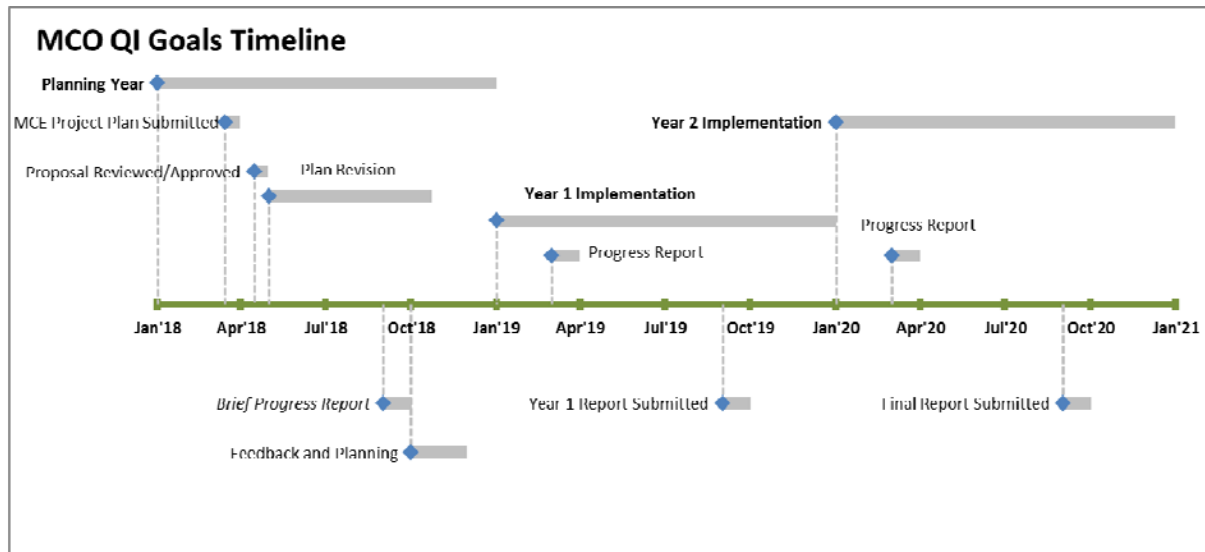 MCO QI Goals Timeline
Planning Year
MCE Project Plan Submitted
Year 2 Implementation
Proposal Reviewed/Approved
Plan Revision
Year 1 Implementation
Progress Report
Progress Report
Jan'18
Apr'18
Jul'18
Oct'18
Jan'19
Apr'19
Jul'19
Oct'19
Jan'20
Apr'20
Jul'20
Oct'20
Jan'21
Brief Progress Report
Year 1 Report Submitted
Final Report Submitted
Feedback and Planning